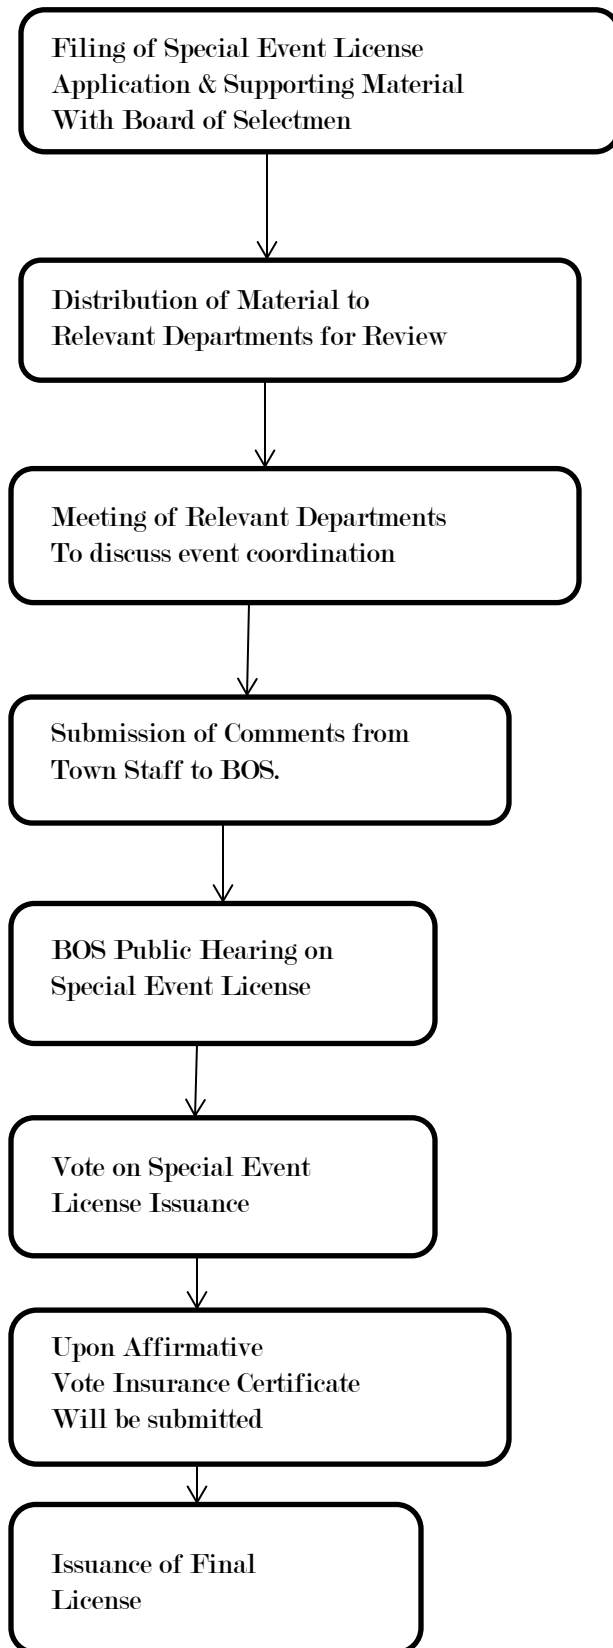 Filing of Special Event License
Application & Supporting Material
With Board of Selectmen
Distribution of Material to
Relevant Departments for Review
Meeting of Relevant Departments
To discuss event coordination
Submission of Comments from
Town Staff to BOS.
BOS Public Hearing on
Special Event License
Vote on Special Event
License Issuance
Upon Affirmative
Vote Insurance Certificate
Will be submitted
Issuance of Final
License